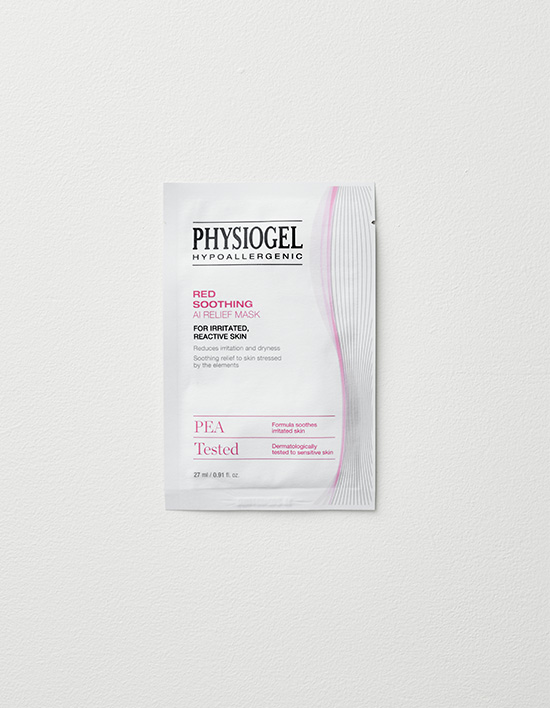 PHYSIOGEL
HYPOALLERGENIC
RED
SOOTHING
AI RELIEF MASK
FOR IRRITATED,
REACTIVE SKIN
Reduces irritation and dryness
Soothing relief to skin stressed
by the elements
PEA
Formula soothes
irritated skin
Tested
Dermatologically
tested to sensitive skin
27 ml / 0.91 fl. oz.